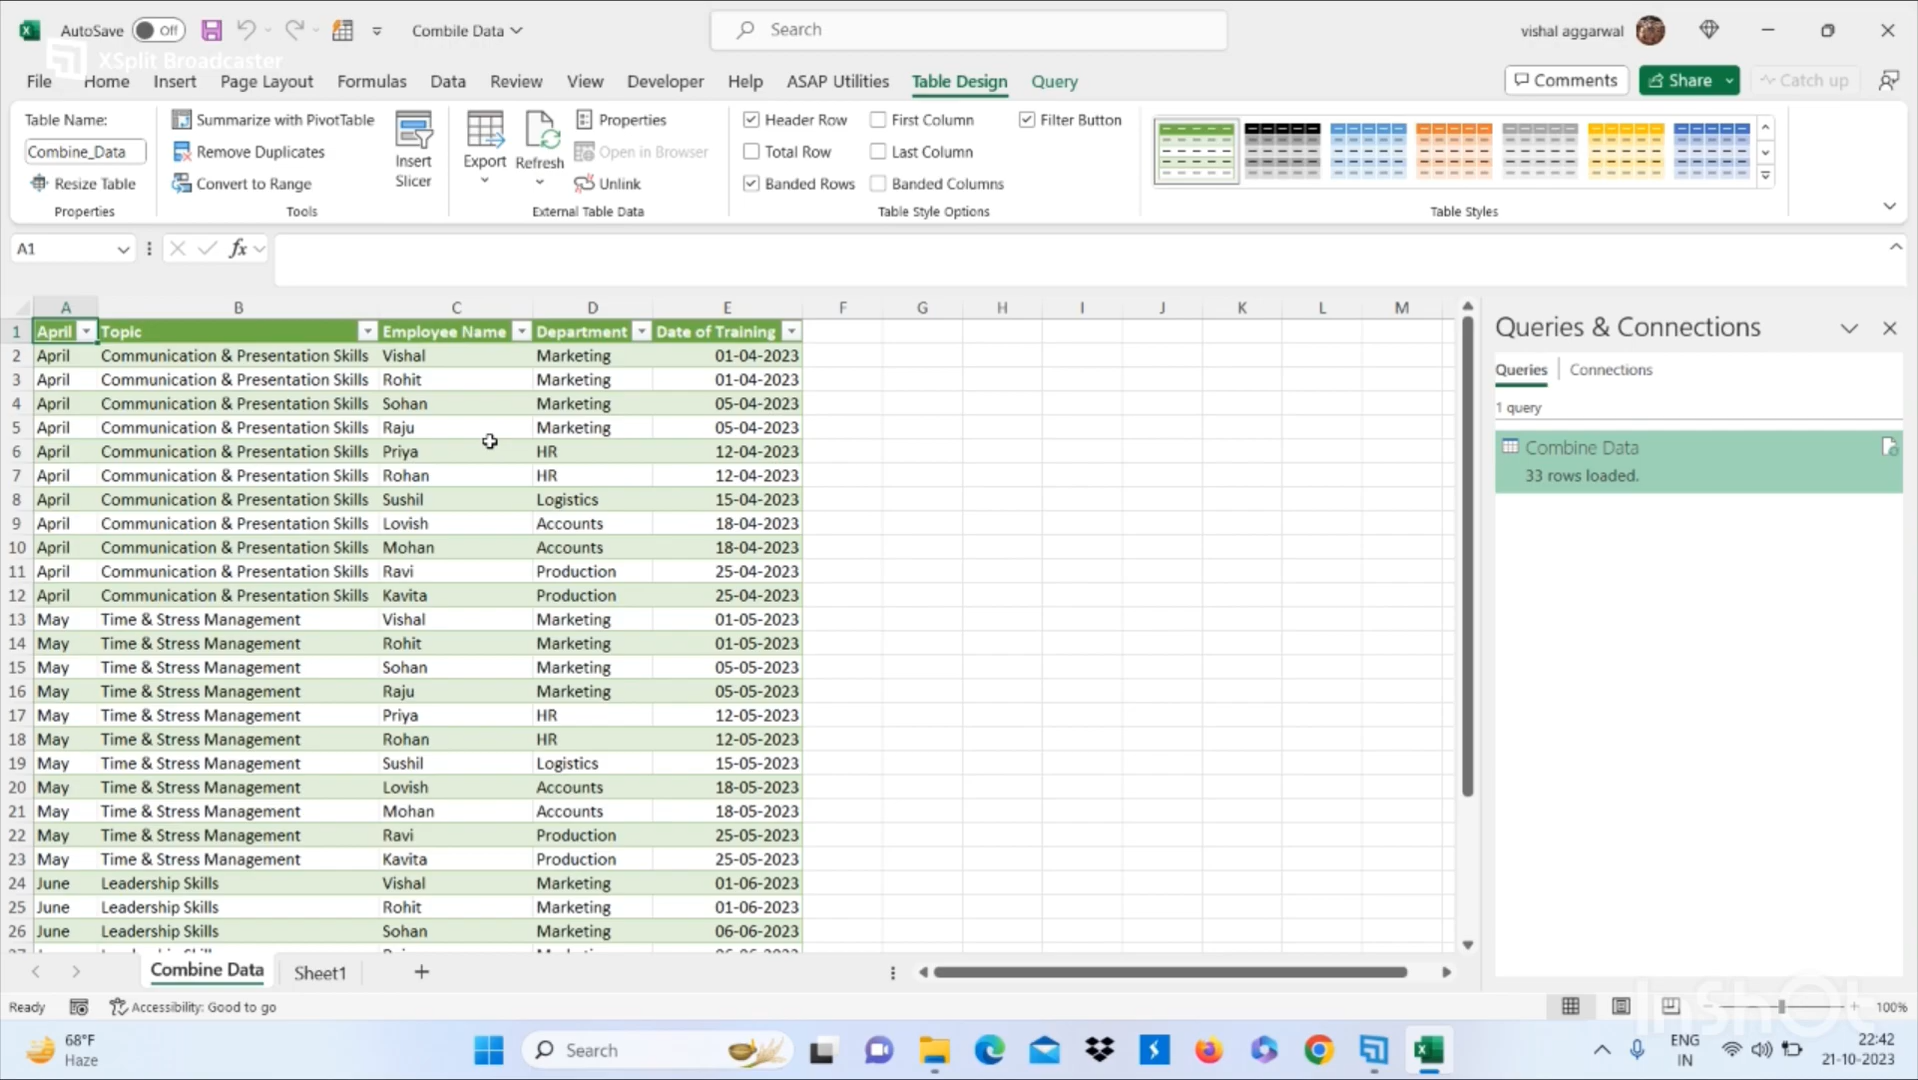 AutoSave Off Combile Data Search vishal aggarwal
XSplit Broadcaster
File Home Insert Page Layout Formulas Data Review View Developer Help ASAP Utilities Table Design Query Comments Share Catch up
Table Name:
Combine_Data
Resize Table
Properties
Summarize with PivotTable
Remove Duplicates
Convert to Range
Tools
Insert
Slicer
Export
Refresh
Properties
Open in Browser
Unlink
External Table Data
Header Row First Column Filter Button
Total Row Last Column
Banded Rows Banded Columns
Table Style Options
Table Styles
A1 fx
A B C D E F G H I J K L M
1 April Topic Employee Name Department Date of Training
2 April Communication & Presentation Skills Vishal Marketing 01-04-2023
3 April Communication & Presentation Skills Rohit Marketing 01-04-2023
4 April Communication & Presentation Skills Sohan Marketing 05-04-2023
5 April Communication & Presentation Skills Raju Marketing 05-04-2023
6 April Communication & Presentation Skills Priya HR 12-04-2023
7 April Communication & Presentation Skills Rohan HR 12-04-2023
8 April Communication & Presentation Skills Sushil Logistics 15-04-2023
9 April Communication & Presentation Skills Lovish Accounts 18-04-2023
10 April Communication & Presentation Skills Mohan Accounts 18-04-2023
11 April Communication & Presentation Skills Ravi Production 25-04-2023
12 April Communication & Presentation Skills Kavita Production 25-04-2023
13 May Time & Stress Management Vishal Marketing 01-05-2023
14 May Time & Stress Management Rohit Marketing 01-05-2023
15 May Time & Stress Management Sohan Marketing 05-05-2023
16 May Time & Stress Management Raju Marketing 05-05-2023
17 May Time & Stress Management Priya HR 12-05-2023
18 May Time & Stress Management Rohan HR 12-05-2023
19 May Time & Stress Management Sushil Logistics 15-05-2023
20 May Time & Stress Management Lovish Accounts 18-05-2023
21 May Time & Stress Management Mohan Accounts 18-05-2023
22 May Time & Stress Management Ravi Production 25-05-2023
23 May Time & Stress Management Kavita Production 25-05-2023
24 June Leadership Skills Vishal Marketing 01-06-2023
25 June Leadership Skills Rohit Marketing 01-06-2023
26 June Leadership Skills Sohan Marketing 06-06-2023
Queries & Connections
Queries Connections
1 query
Combine Data
33 rows loaded.
Combine Data Sheet1
Ready Accessibility: Good to go 100%
InShOt
68°F
Haze
Search
ENG
IN
22:42
21-10-2023